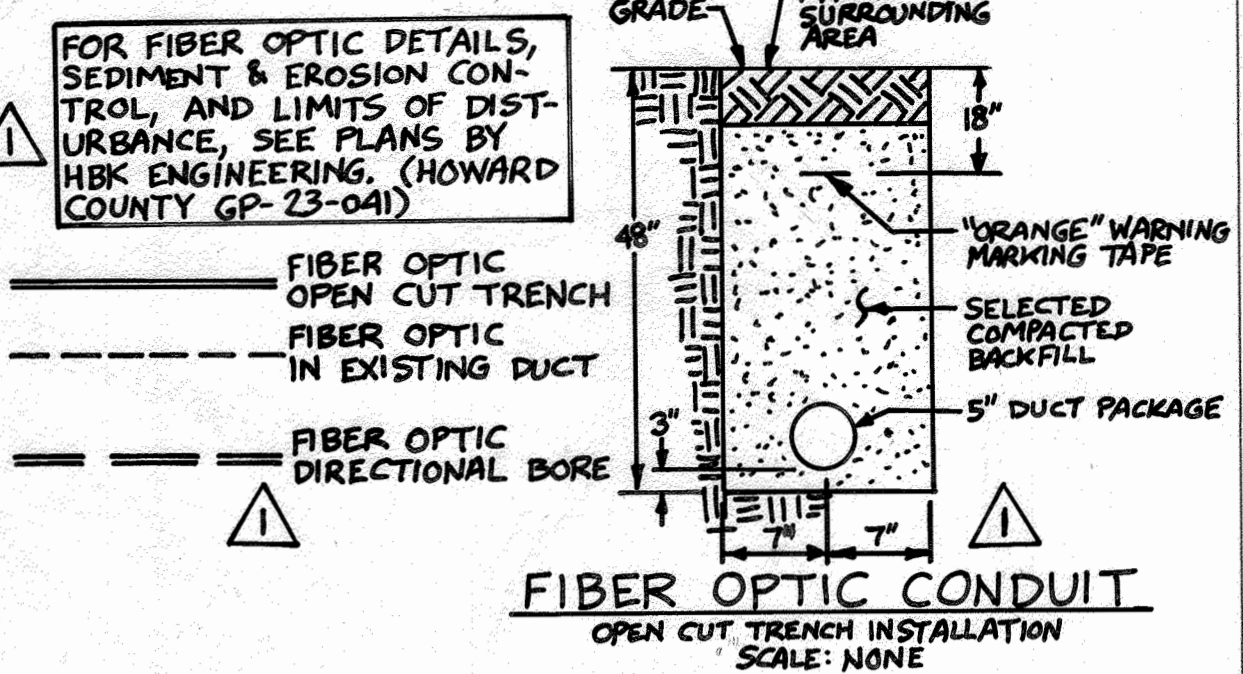 FOR FIBER OPTIC DETAILS,
SEDIMENT & EROSION CON-
TROL, AND LIMITS OF DIST-
URBANCE, SEE PLANS BY
HBK ENGINEERING. (HOWARD
COUNTY GP-23-041)
1
FIBER OPTIC
OPEN CUT TRENCH
FIBER OPTIC
IN EXISTING DUCT
FIBER OPTIC
DIRECTIONAL BORE
1
GRADE
SURROUNDING
AREA
18"
48"
"ORANGE" WARNING
MARKING TAPE
SELECTED
COMPACTED
BACKFILL
5" DUCT PACKAGE
3"
7" 7"
1
FIBER OPTIC CONDUIT
OPEN CUT TRENCH INSTALLATION
SCALE: NONE